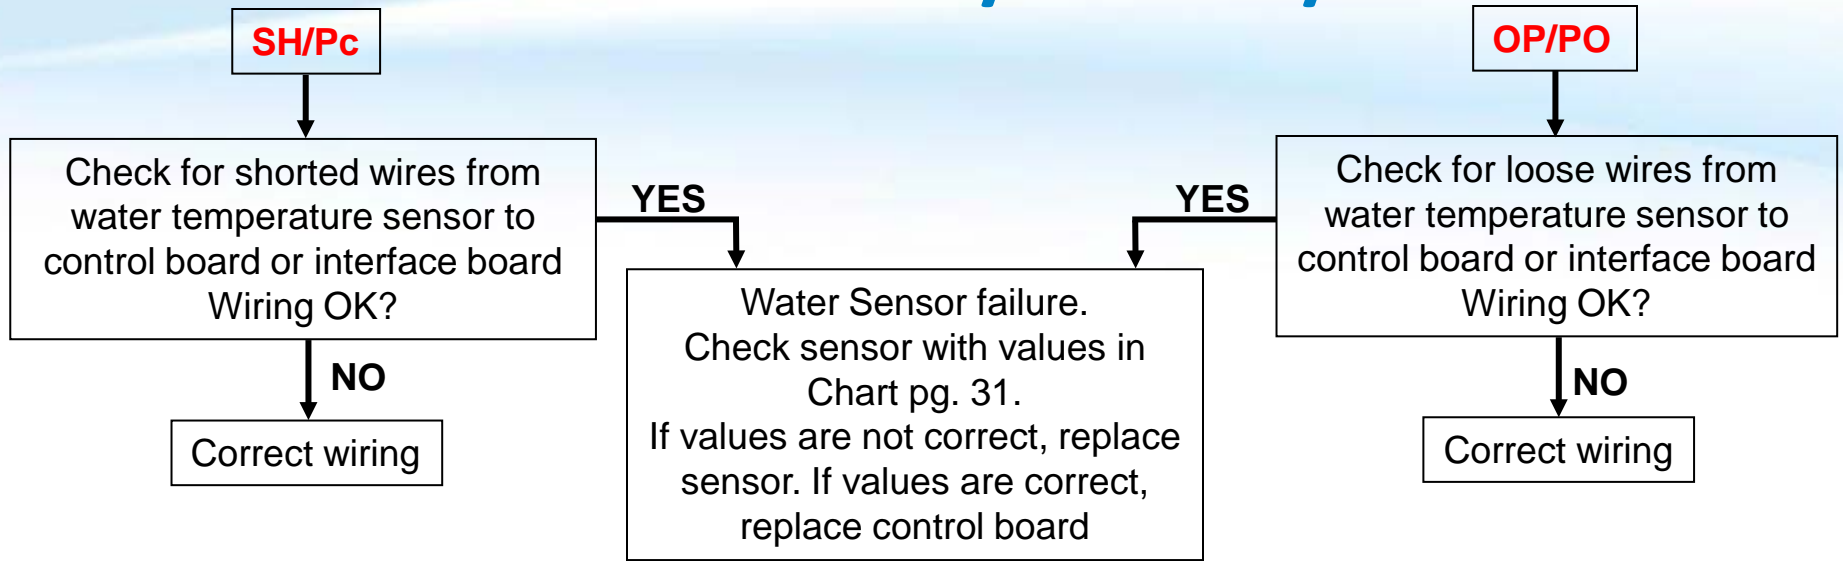 SH/Pc
OP/PO
Check for shorted wires from
water temperature sensor to
control board or interface board
Wiring OK?
YES
YES
Check for loose wires from
water temperature sensor to
control board or interface board
Wiring OK?
Water Sensor failure.
Check sensor with values in
Chart pg. 31.
If values are not correct, replace
sensor. If values are correct,
replace control board
NO
NO
Correct wiring
Correct wiring